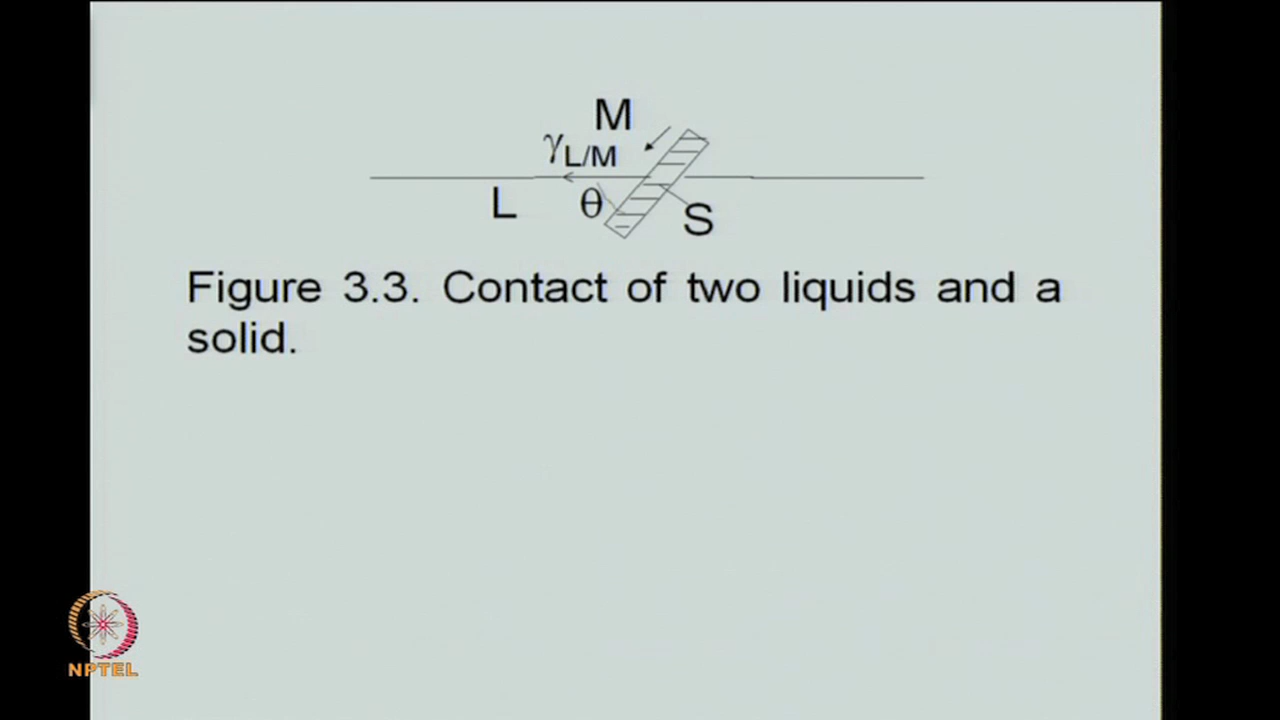 M
γL/M
L θ S
Figure 3.3. Contact of two liquids and a
solid.
NPTEL